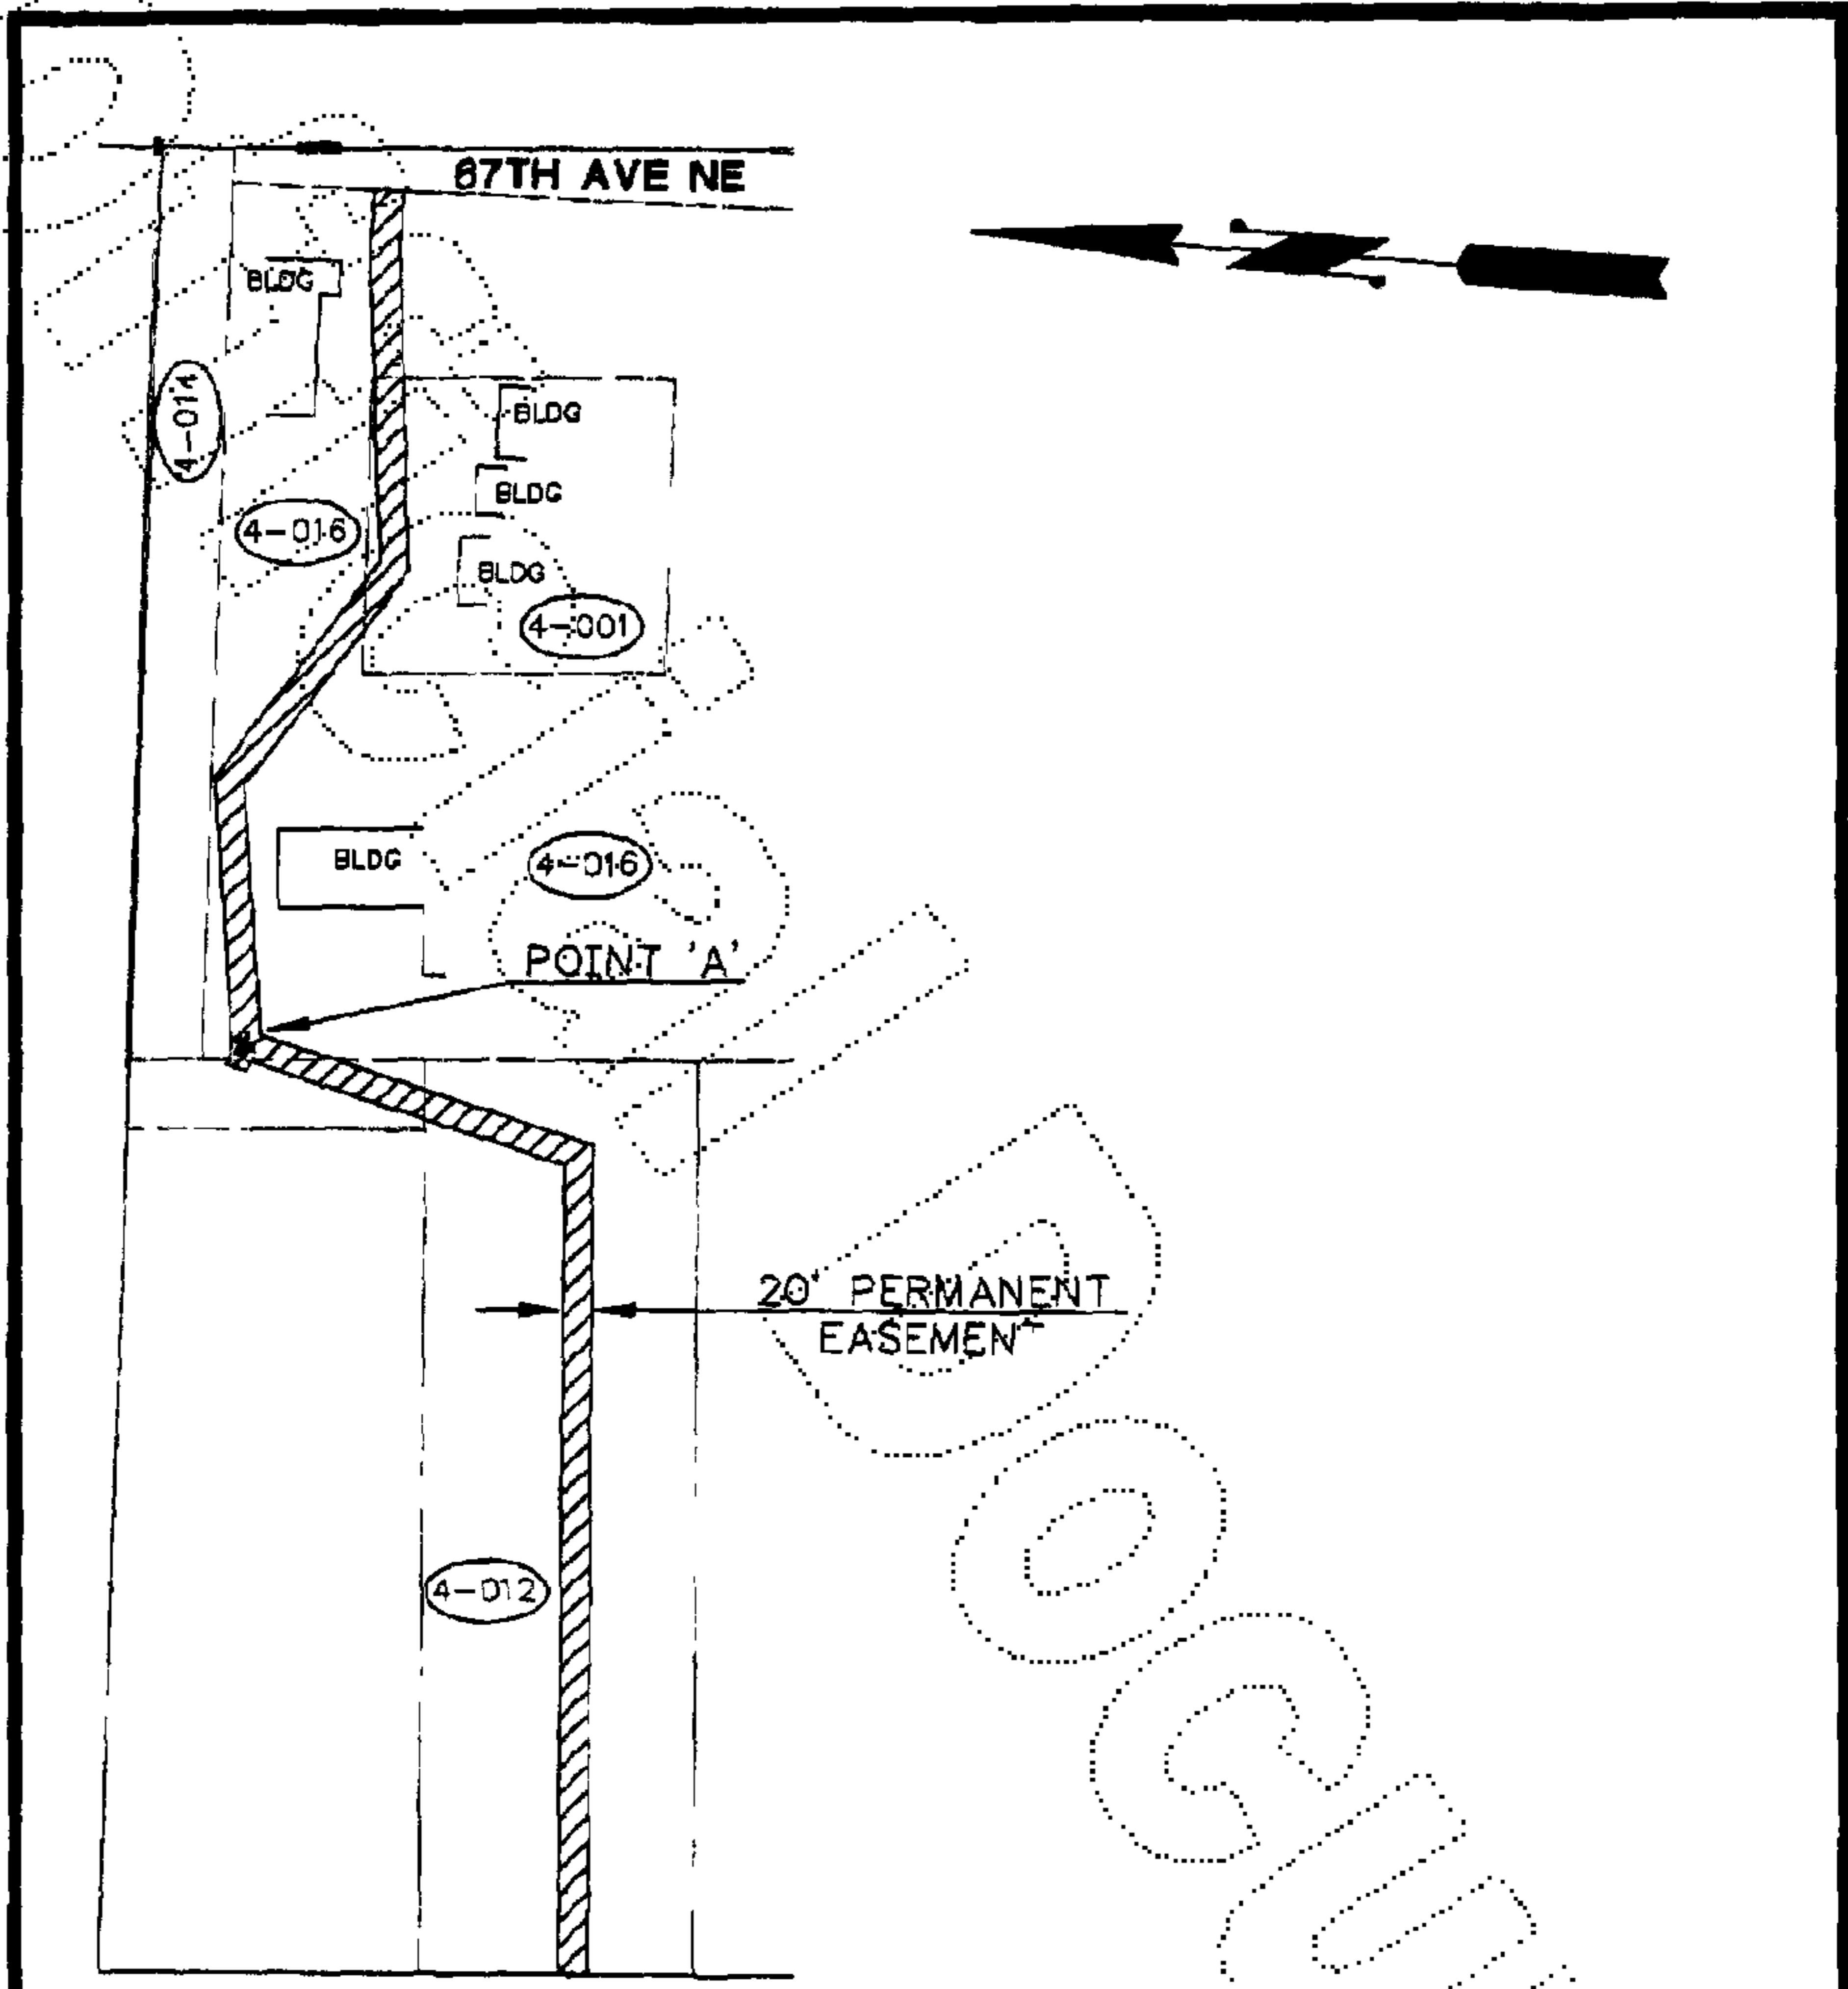 67TH AVE NE
BLDG
4-014
BLDG
BLDG
4-016
BLDG
4-001
BLDG
4-016
POINT 'A'
20' PERMANENT
EASEMENT
4-012